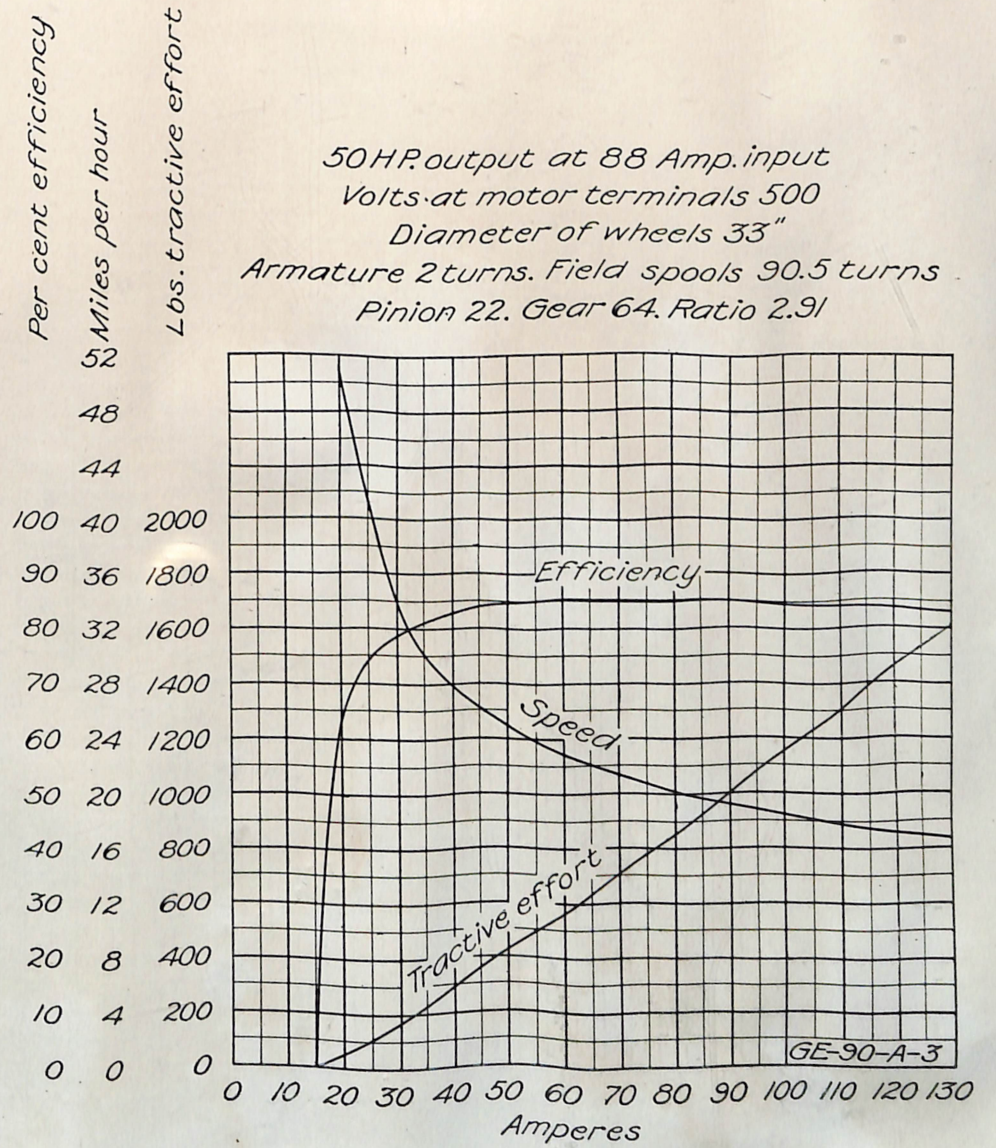 Per cent efficiency
Miles per hour
Lbs. tractive effort
50 H.P. output at 88 Amp. input
Volts at motor terminals 500
Diameter of wheels 33"
Armature 2 turns. Field spools 90.5 turns
Pinion 22. Gear 64. Ratio 2.91
52
48
44
100 40 2000
90 36 1800
80 32 1600
70 28 1400
60 24 1200
50 20 1000
40 16 800
30 12 600
20 8 400
10 4 200
0 0 0
Efficiency
Speed
Tractive effort
GE-90-A-3
0 10 20 30 40 50 60 70 80 90 100 110 120 130
Amperes